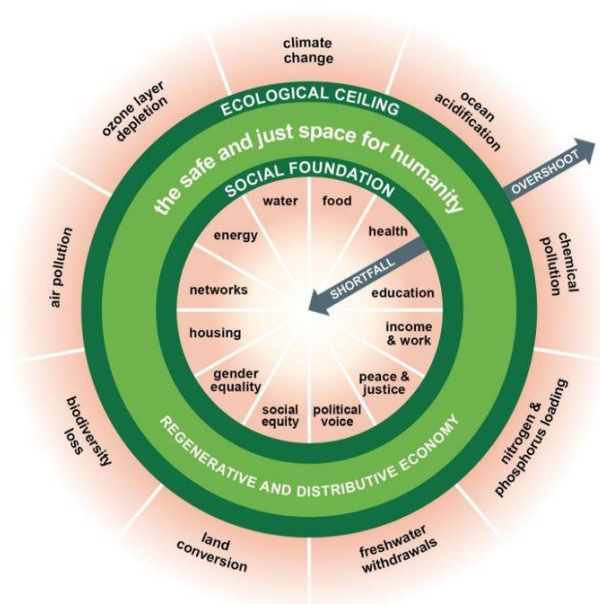 climate
change
ocean
acidification
chemical
pollution
nitrogen &
phosphorus loading
freshwater
withdrawals
land
conversion
biodiversity
loss
air pollution
ozone layer
depletion
OVERSHOOT
ECOLOGICAL CEILING
the safe and just space for humanity
SOCIAL FOUNDATION
water
food
health
SHORTFALL
education
income
& work
peace &
justice
political
voice
social
equity
gender
equality
housing
networks
energy
REGENERATIVE AND DISTRIBUTIVE ECONOMY